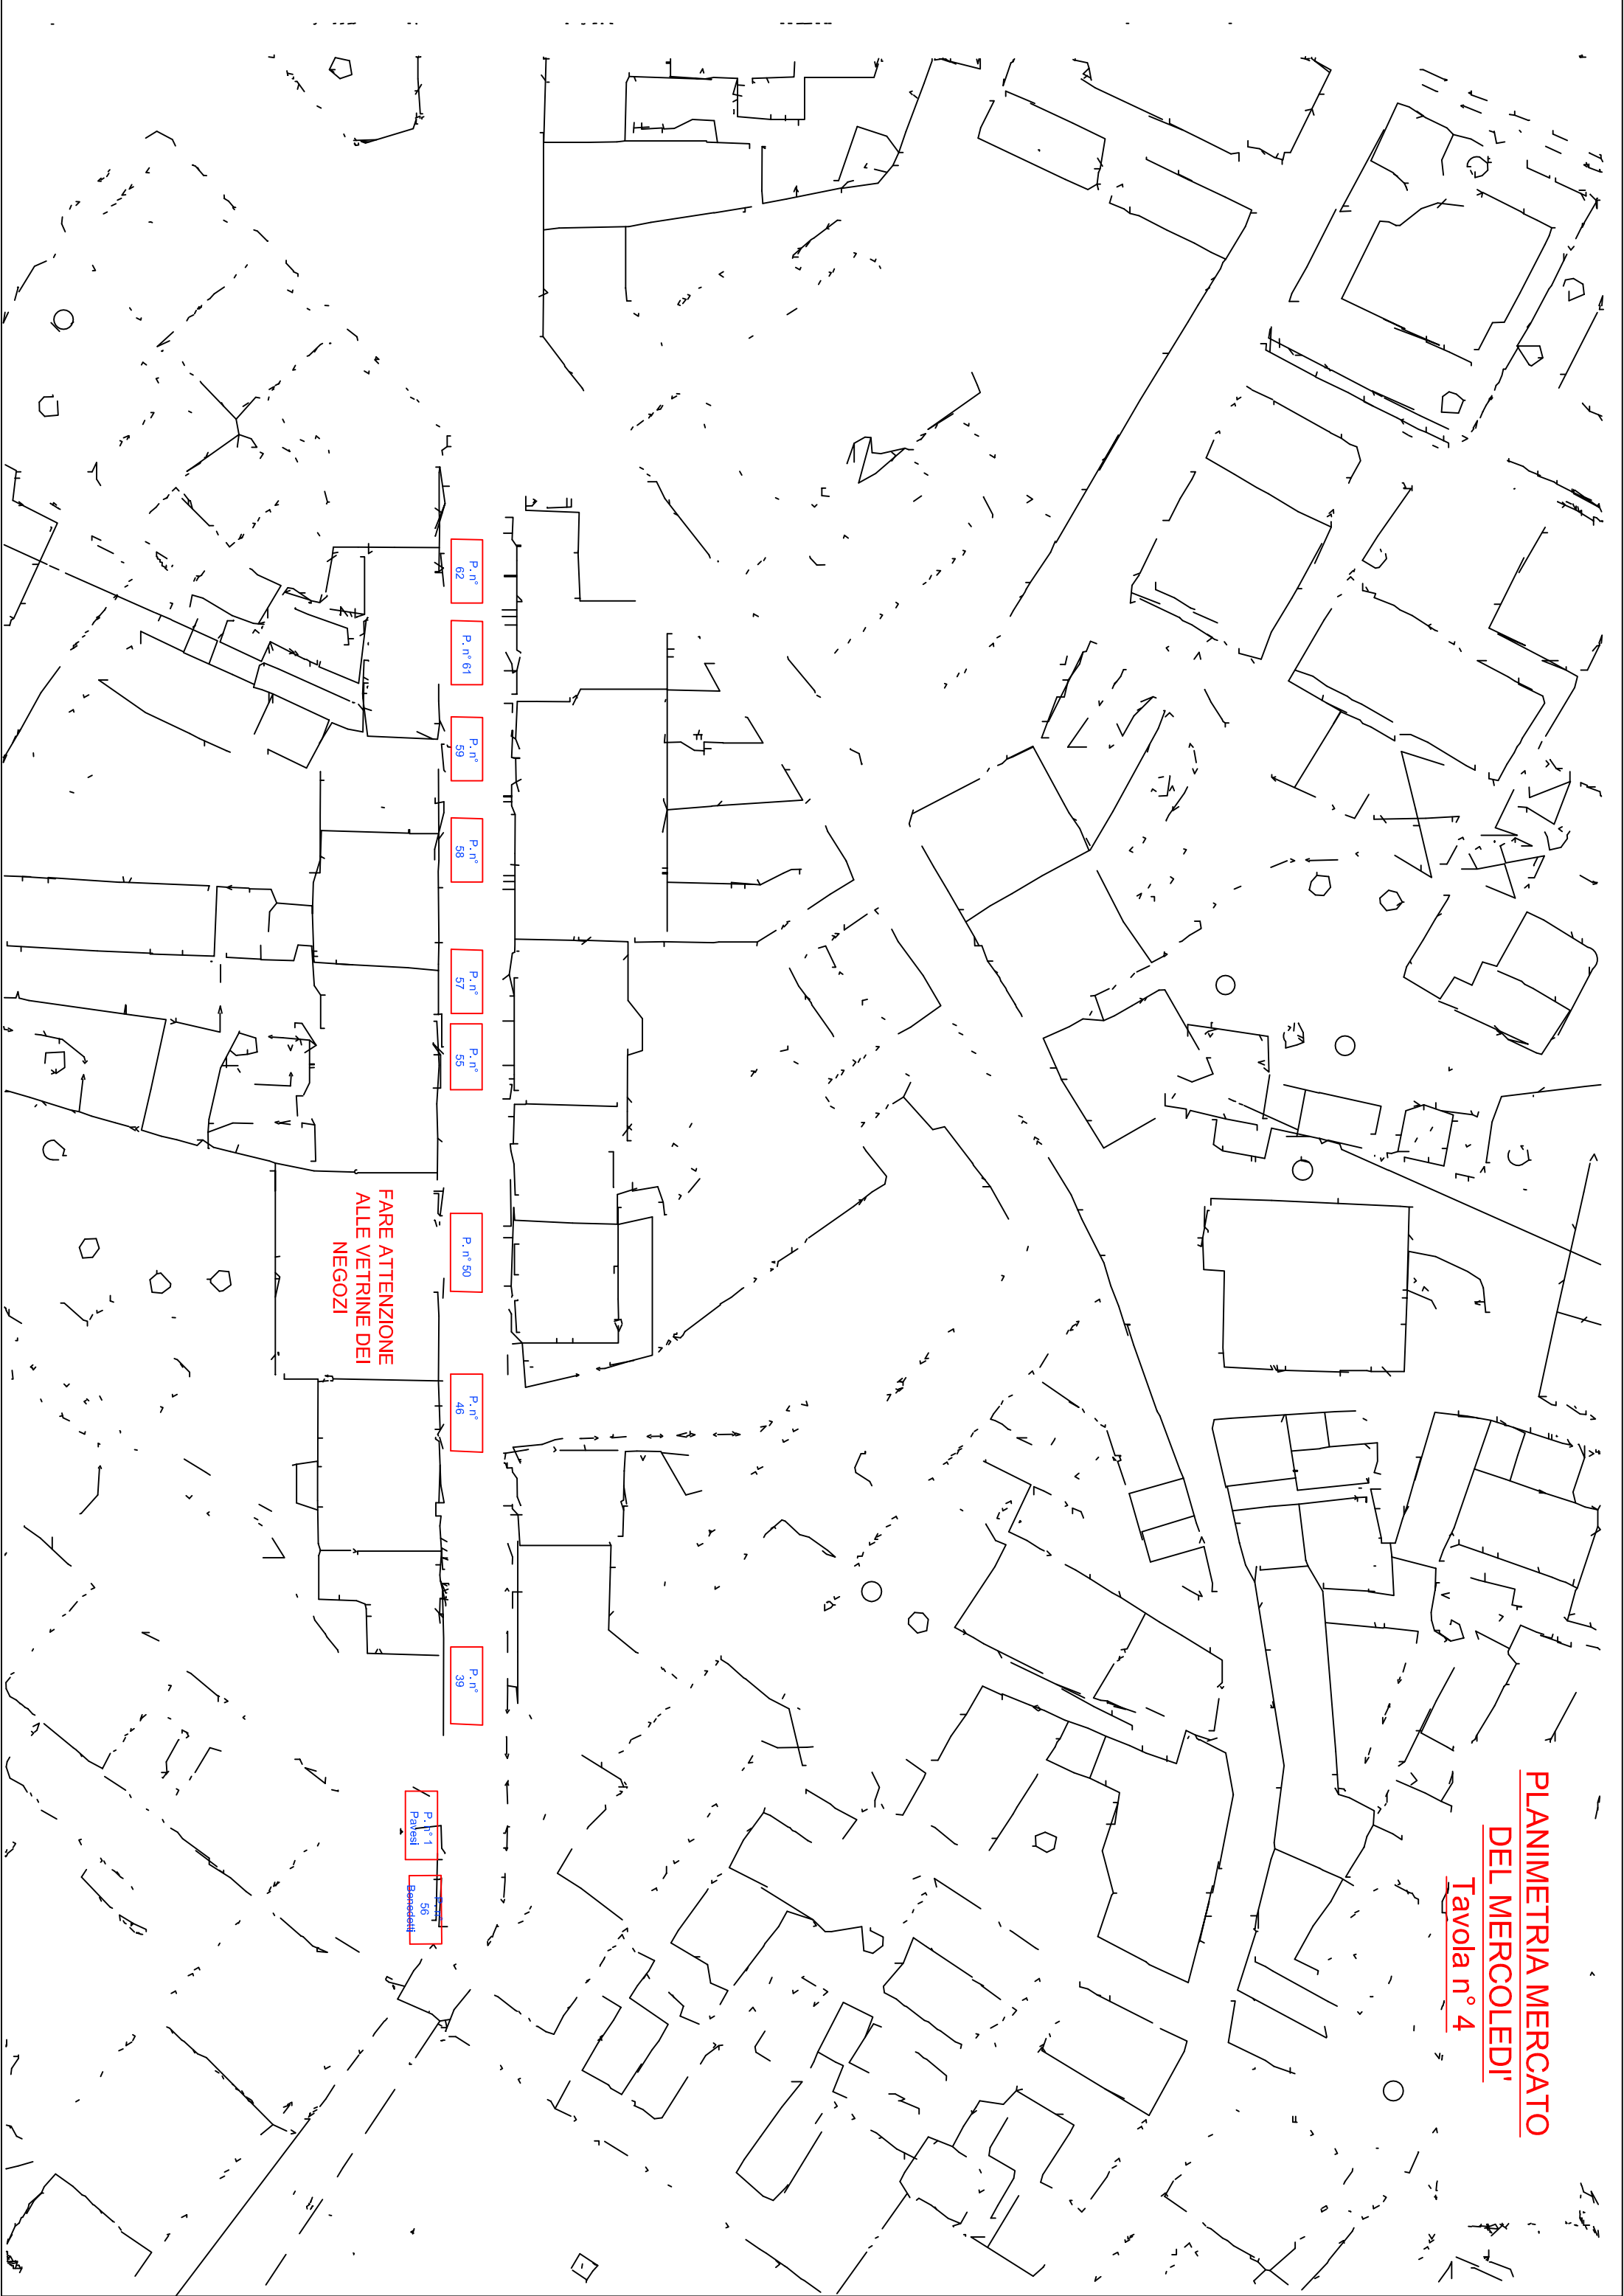 PLANIMETRIA MERCATO
DEL MERCOLEDI'
Tavola n° 4
P. n°
62
P. n° 61
P. n°
59
P. n°
58
P. n°
57
P. n°
55
P. n° 50
P. n°
46
P. n°
39
P. n° 1
Pavesi
P. n°
56
Benedetti
FARE ATTENZIONE
ALLE VETRINE DEI
NEGOZI